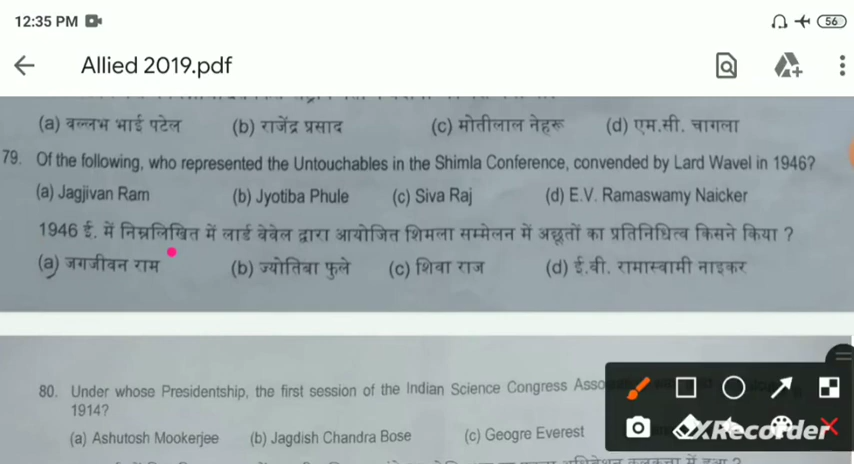 12:35 PM 56
Allied 2019.pdf
(a) वल्लभ भाई पटेल (b) राजेंद्र प्रसाद (c) मोतीलाल नेहरू (d) एम.सी. चागला
79. Of the following, who represented the Untouchables in the Shimla Conference, convended by Lard Wavel in 1946?
(a) Jagjivan Ram (b) Jyotiba Phule (c) Siva Raj (d) E.V. Ramaswamy Naicker
1946 ई. में निम्नलिखित में लार्ड वेवेल द्वारा आयोजित शिमला सम्मेलन में अछूतों का प्रतिनिधित्व किसने किया ?
(a) जगजीवन राम (b) ज्योतिबा फुले (c) शिवा राज (d) ई.वी. रामास्वामी नाइकर
80. Under whose Presidentship, the first session of the Indian Science Congress
1914?
(a) Ashutosh Mookerjee (b) Jagdish Chandra Bose (c) Geogre Everest
XRecorder